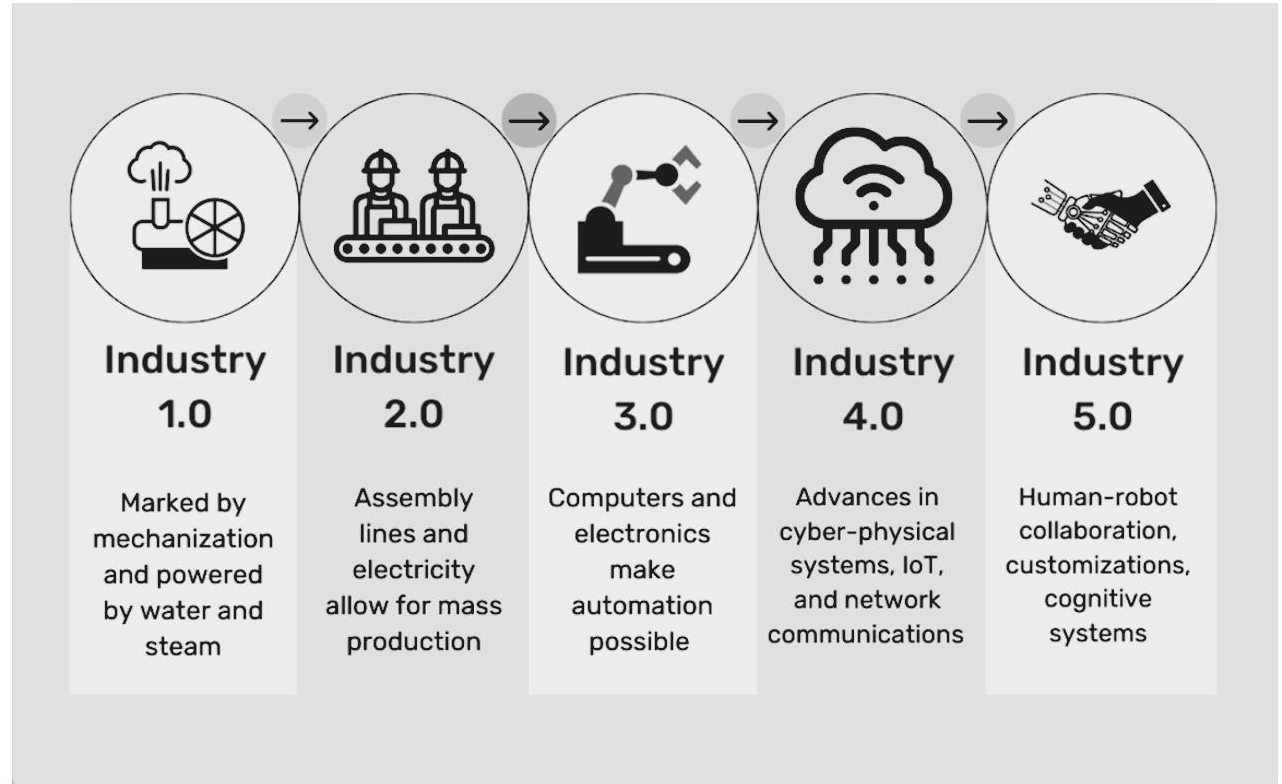 Industry
1.0
Marked by
mechanization
and powered
by water and
steam
Industry
2.0
Assembly
lines and
electricity
allow for mass
production
Industry
3.0
Computers and
electronics
make
automation
possible
Industry
4.0
Advances in
cyber-physical
systems, IoT,
and network
communications
Industry
5.0
Human-robot
collaboration,
customizations,
cognitive
systems